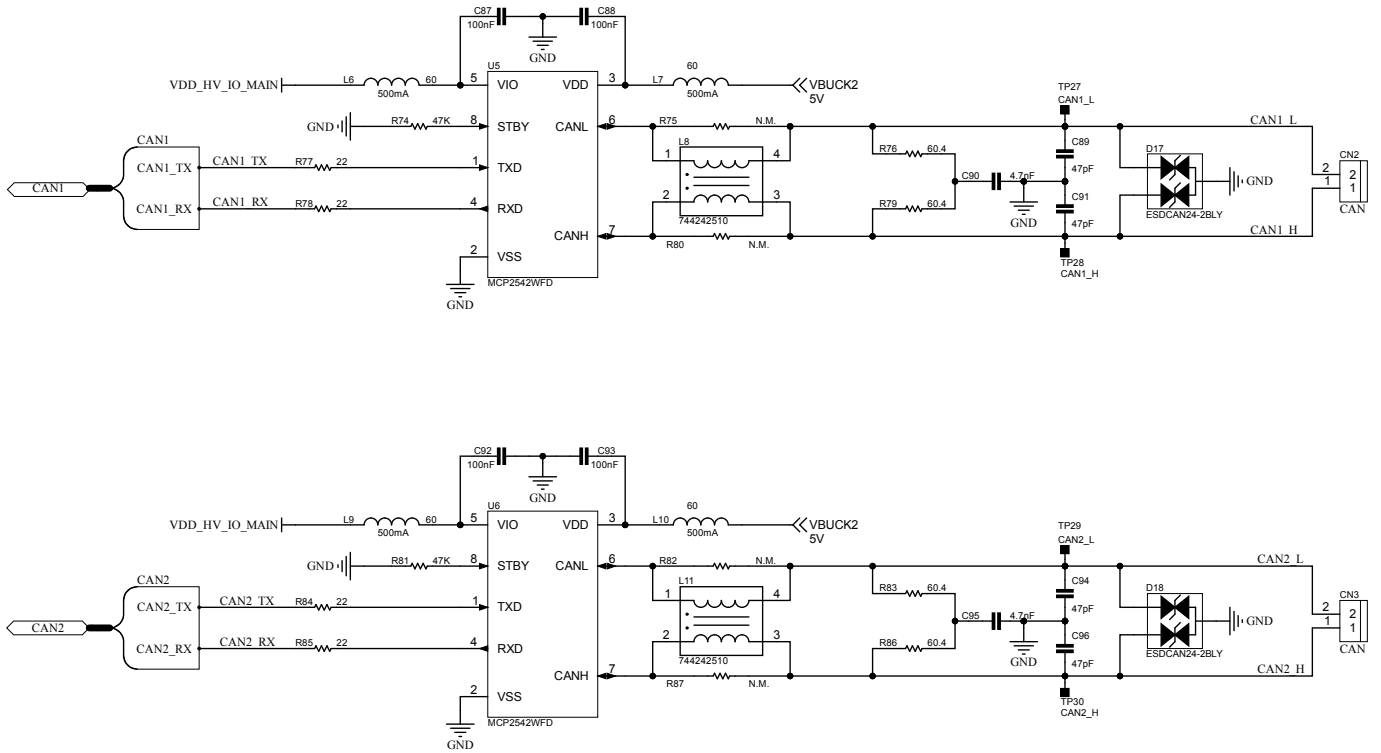 C87
100nF
C88
100nF
GND
U5
VDD_HV_IO_MAIN
L6
60
500mA
5
VIO
VDD
3
L7
60
500mA
VBUCK2
5V
GND
R74
47K
8
STBY
CANL
6
R75
N.M.
TP27
CAN1_L
CAN1_L
CAN1
CAN1_TX
CAN1_TX
R77
22
1
TXD
L8
1
4
R76
60.4
C89
47pF
D17
CN2
2
2
1
1
CAN
CAN1
C90
4.7nF
GND
GND
CAN1_RX
CAN1_RX
R78
22
4
RXD
2
3
744242510
R79
60.4
C91
47pF
ESDCAN24-2BLY
CANH
7
R80
N.M.
CAN1_H
2
VSS
TP28
CAN1_H
GND
MCP2542WFD
C92
100nF
C93
100nF
GND
U6
VDD_HV_IO_MAIN
L9
60
500mA
5
VIO
VDD
3
L10
60
500mA
VBUCK2
5V
GND
R81
47K
8
STBY
CANL
6
R82
N.M.
TP29
CAN2_L
CAN2_L
CAN2
CAN2_TX
CAN2_TX
R84
22
1
TXD
L11
1
4
R83
60.4
C94
47pF
D18
CN3
2
2
1
1
CAN
CAN2
C95
4.7nF
GND
GND
CAN2_RX
CAN2_RX
R85
22
4
RXD
2
3
744242510
R86
60.4
C96
47pF
ESDCAN24-2BLY
CANH
7
R87
N.M.
CAN2_H
2
VSS
TP30
CAN2_H
GND
MCP2542WFD